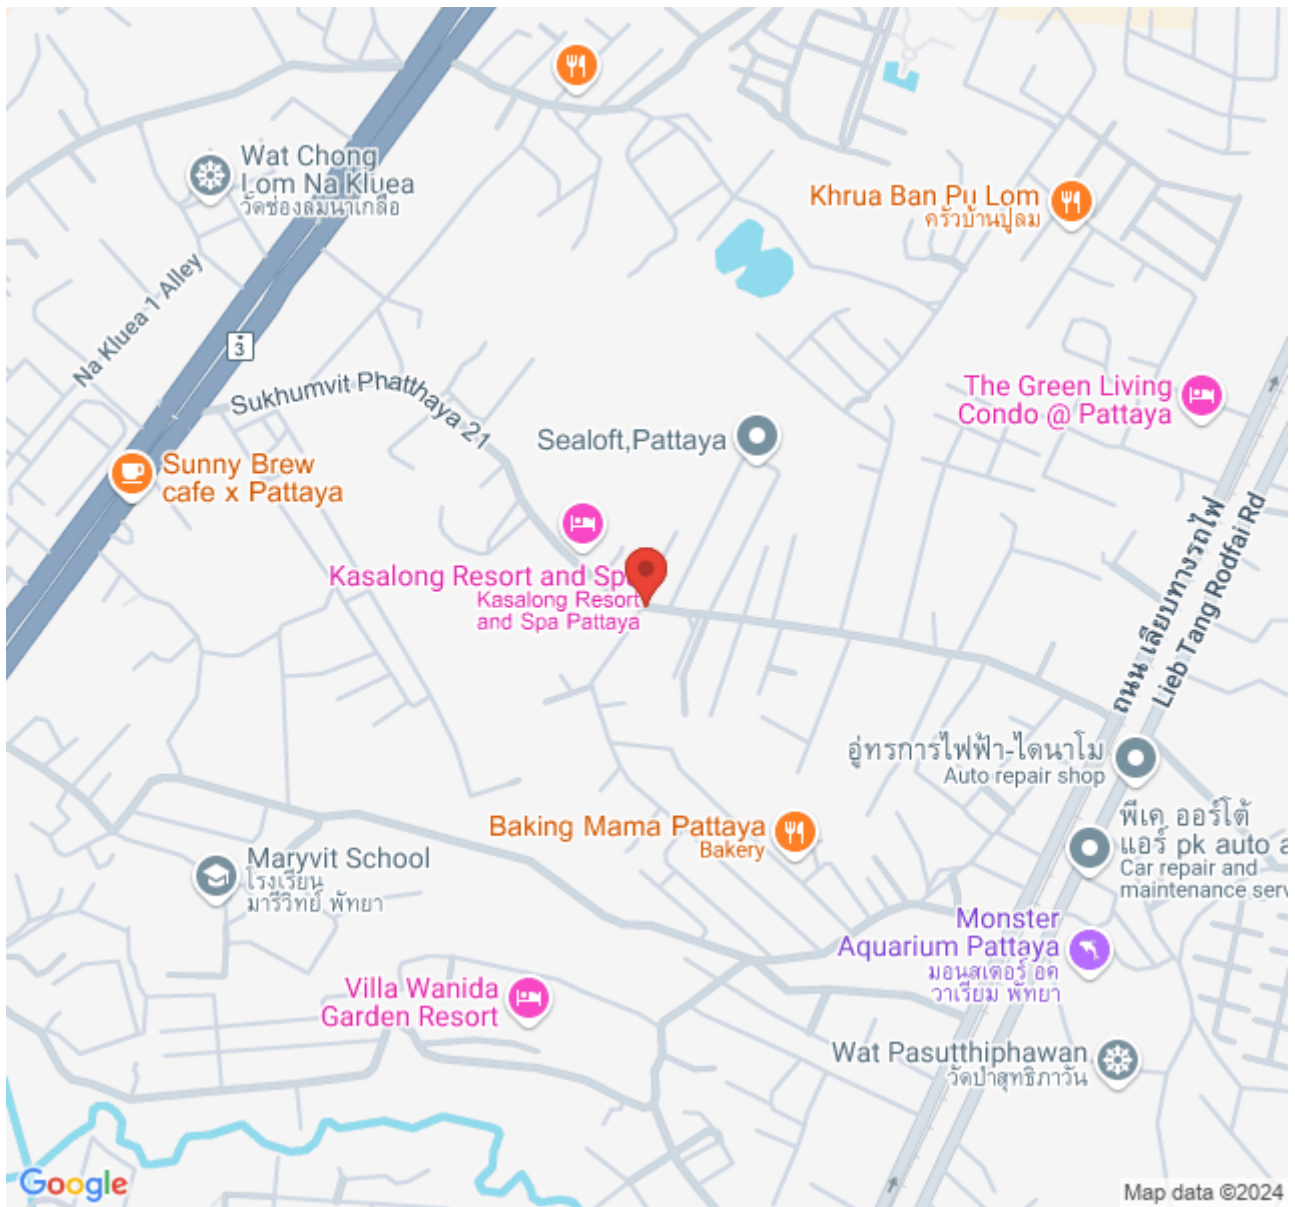 Wat Chong
Lom Na Kluea
วัดช่องลมนาเกลือ
Khrua Ban Pu Lom
ครัวบ้านปูลม
Na Kluea 1 Alley
3
Sukhumvit Phatthaya 21
The Green Living
Condo @ Pattaya
Sealoft,Pattaya
Sunny Brew
cafe x Pattaya
Kasalong Resort and Spa
Kasalong Resort
and Spa Pattaya
ถนน เลียบทางรถไฟ
Lieb Tang Rodfai Rd
อู่ทรการไฟฟ้า-ไดนาโม
Auto repair shop
พีเค ออร์โต้
แอร์ pk auto a
Car repair and
maintenance serv
Baking Mama Pattaya
Bakery
Maryvit School
โรงเรียน
มารีวิทย์ พัทยา
Monster
Aquarium Pattaya
มอนสเตอร์ อค
วาเรียม พัทยา
Villa Wanida
Garden Resort
Wat Pasutthiphawan
วัดป่าสุทธิภาวัน
Google
Map data ©2024